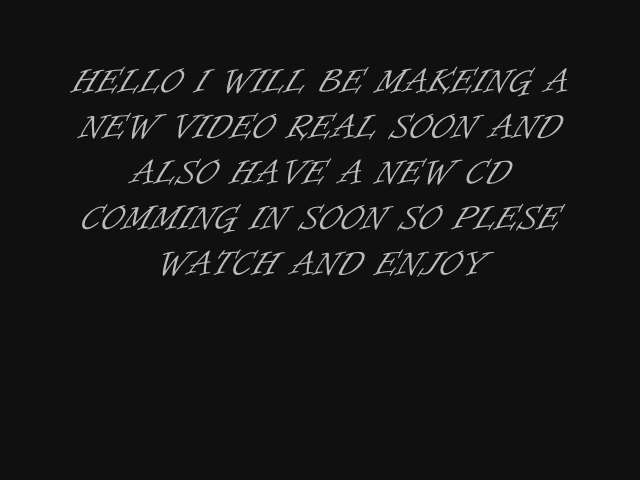 HELLO I WILL BE MAKEING A
NEW VIDEO REAL SOON AND
ALSO HAVE A NEW CD
COMMING IN SOON SO PLESE
WATCH AND ENJOY